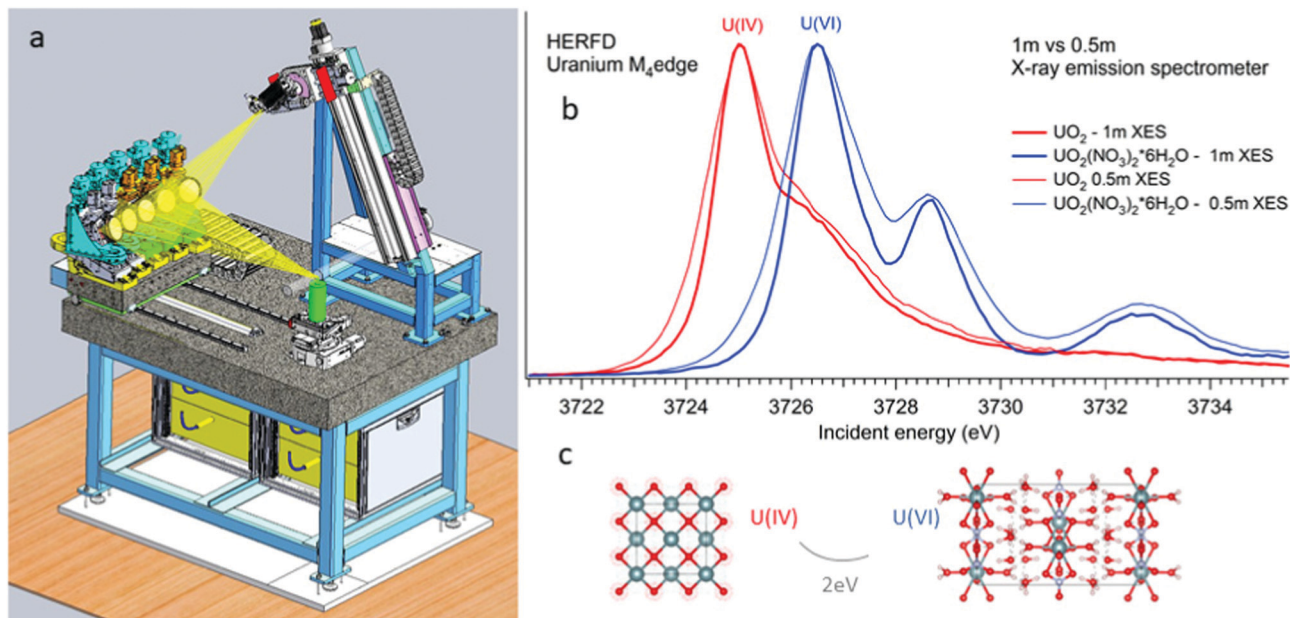 a
HERFD
Uranium M₄edge
U(IV)
U(VI)
1m vs 0.5m
X-ray emission spectrometer
b
UO₂ - 1m XES
UO₂(NO₃)₂*6H₂O - 1m XES
UO₂ 0.5m XES
UO₂(NO₃)₂*6H₂O - 0.5m XES
3722 3724 3726 3728 3730 3732 3734
Incident energy (eV)
c
U(IV)
U(VI)
2eV